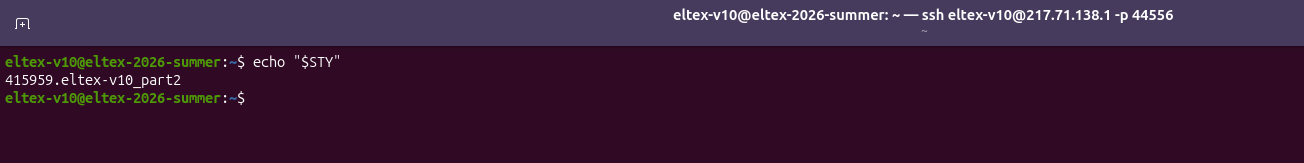 eltex-v10@eltex-2026-summer: ~ — ssh eltex-v10@217.71.138.1 -p 44556
~
eltex-v10@eltex-2026-summer:~$ echo "$STY"
415959.eltex-v10_part2
eltex-v10@eltex-2026-summer:~$